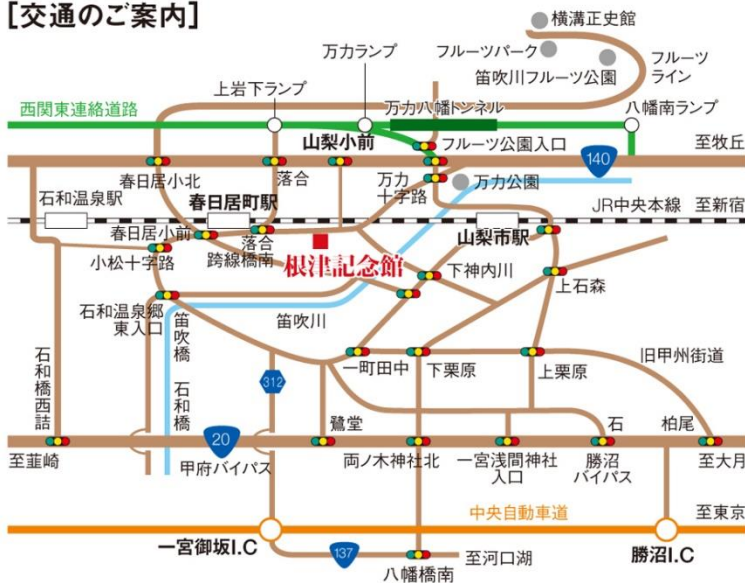 [交通のご案内]
横溝正史館
万力ランプ
フルーツパーク
フルーツ
ライン
笛吹川フルーツ公園
上岩下ランプ
西関東連絡道路
万力八幡トンネル
八幡南ランプ
山梨小前
フルーツ公園入口
至牧丘
140
春日居小北
落合
万力
十字路
万力公園
石和温泉駅
春日居町駅
JR中央本線
至新宿
春日居小前
落合
跨線橋南
山梨市駅
小松十字路
根津記念館
下神内川
上石森
石和温泉郷
東入口
笛吹橋
笛吹川
石和橋西詰
石和橋
312
一町田中
下栗原
上栗原
旧甲州街道
鷺堂
石
柏尾
20
至韮崎
甲府バイパス
両ノ木神社北
一宮浅間神社
入口
勝沼
バイパス
至大月
中央自動車道
至東京
一宮御坂I.C
137
至河口湖
勝沼I.C
八幡橋南